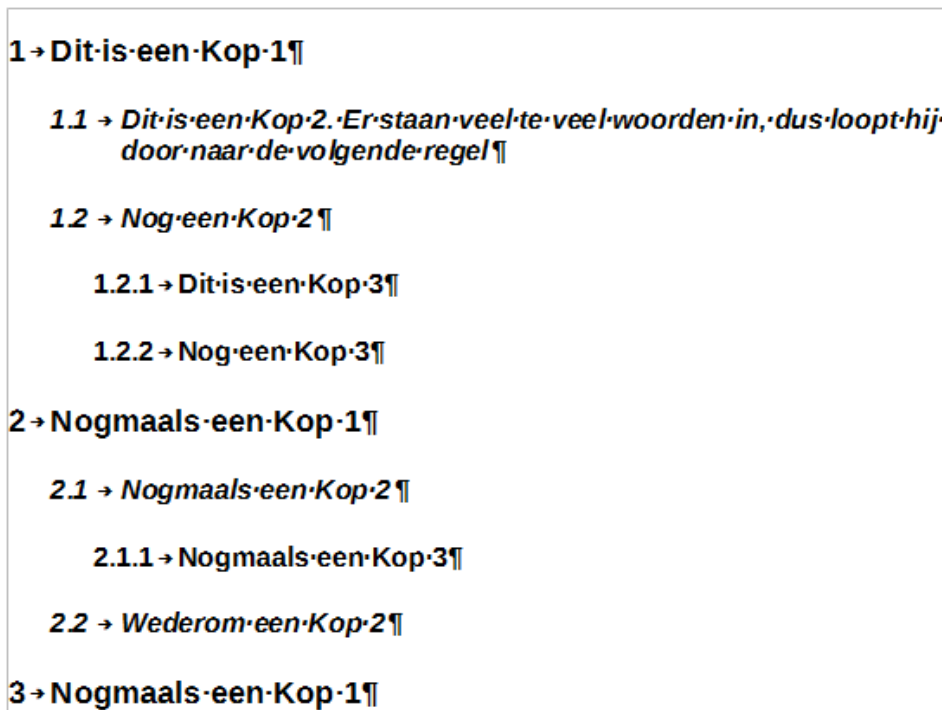 1→Dit·is·een·Kop·1¶
1.1→Dit·is·een·Kop·2.·Er·staan·veel·te·veel·woorden·in,·dus·loopt·hij·
door·naar·de·volgende·regel¶
1.2→Nog·een·Kop·2¶
1.2.1→Dit·is·een·Kop·3¶
1.2.2→Nog·een·Kop·3¶
2→Nogmaals·een·Kop·1¶
2.1→Nogmaals·een·Kop·2¶
2.1.1→Nogmaals·een·Kop·3¶
2.2→Wederom·een·Kop·2¶
3→Nogmaals·een·Kop·1¶